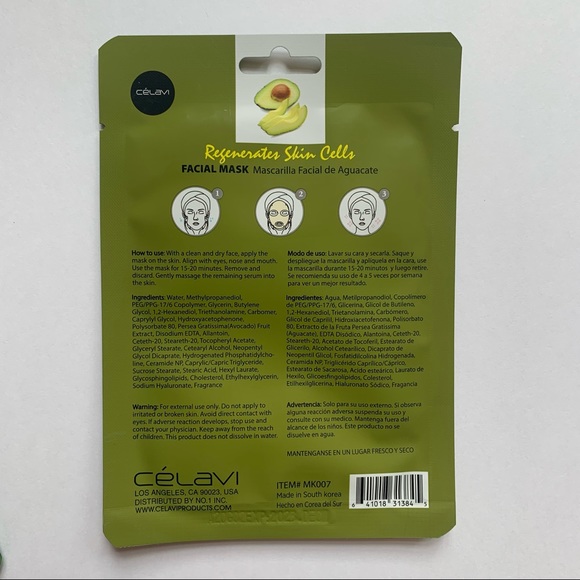 CĒLAVI
Regenerates Skin Cells
FACIAL MASK Mascarilla Facial de Aguacate
1 2 3
How to use: With a clean and dry face, apply the
mask on the skin. Align with eyes, nose and mouth.
Use the mask for 15-20 minutes. Remove and
discard. Gently massage the remaining serum into
the skin.
Ingredients: Water, Methylpropanediol,
PEG/PPG-17/6 Copolymer, Glycerin, Butylene
Glycol, 1,2-Hexanediol, Triethanolamine, Carbomer,
Caprylyl Glycol, Hydroxyacetophenone,
Polysorbate 80, Persea Gratissima(Avocado) Fruit
Extract, Disodium EDTA, Allantoin,
Ceteth-20, Steareth-20, Tocopheryl Acetate,
Glyceryl Stearate, Cetearyl Alcohol, Neopentyl
Glycol Dicaprate, Hydrogenated Phosphatidylcho-
line, Ceramide NP, Caprylic/Capric Triglyceride,
Sucrose Stearate, Stearic Acid, Hexyl Laurate,
Glycosphingolipids, Cholesterol, Ethylhexylglycerin,
Sodium Hyaluronate, Fragrance
Warning: For external use only. Do not apply to
irritated or broken skin. Avoid direct contact with
eyes. If adverse reaction develops, stop use and
contact your physician. Keep away from the reach
of children. This product does not dissolve in water.
Modo de uso: Lavar su cara y secarla. Saque y
despliegue la mascarilla y apliquela en la cara, use
la mascarilla durante 15-20 minutos y luego retire.
Se recomienda su uso de 4 a 5 veces por semana
para ver un mejor resultado.
Ingredientes: Agua, Metilpropanodiol, Copolímero
de PEG/PPG-17/6, Glicerina, Glicol de Butileno,
1,2-Hexanediol, Trietanolamina, Carbómero,
Glicol de Caprilil, Hidroxiacetofenona, Polisorbato
80, Extracto de la Fruta Persea Gratissima
(Aguacate), EDTA Disódico, Alantoína, Ceteth-20,
Steareth-20, Acetato de Tocoferil, Estearato de
Glicerilo, Alcohol Cetearílico, Dicaprato de
Neopentil Glicol, Fosfatidilcolina Hidrogenada,
Ceramida NP, Triglicérido Caprílico/Cáprico,
Estearato de Sacarosa, Ácido esteárico, Laurato de
Hexilo, Glicoesfingolípidos, Colesterol,
Etilhexilglicerina, Hialuronato Sódico, Fragancia
Advertencia: Solo para su uso externo. Si observa
alguna reacción adversa suspenda su uso y
consulte con su medico. Mantenga fuera del
alcance de los niños. Este producto no se
disuelve en agua.
MANTENGANSE EN UN LUGAR FRESCO Y SECO
CĒLAVI
LOS ANGELES, CA 90023, USA
DISTRIBUTED BY NO.1 INC.
WWW.CELAVIPRODUCTS.COM
ITEM# MK007
Made in South korea
Hecho en Corea del Sur
6 41018 31384 5